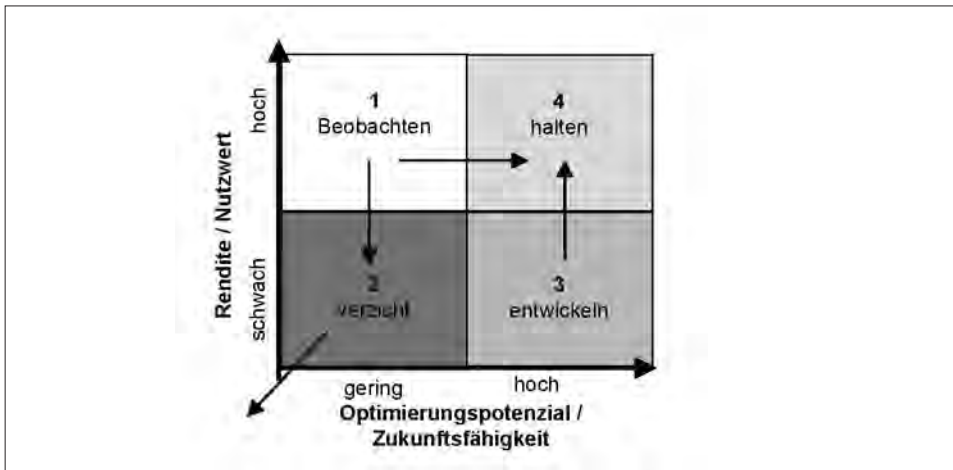 Rendite / Nutzwert
hoch
schwach
1
Beobachten
4
halten
2
verzicht
3
entwickeln
gering
hoch
Optimierungspotenzial /
Zukunftsfähigkeit